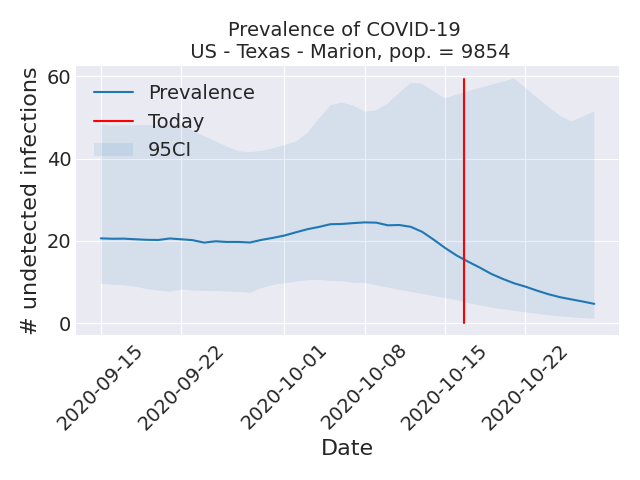 Prevalence of COVID-19
US - Texas - Marion, pop. = 9854
# undetected infections
60
40
20
0
Prevalence
Today
95CI
2020-09-15
2020-09-22
2020-10-01
2020-10-08
2020-10-15
2020-10-22
Date